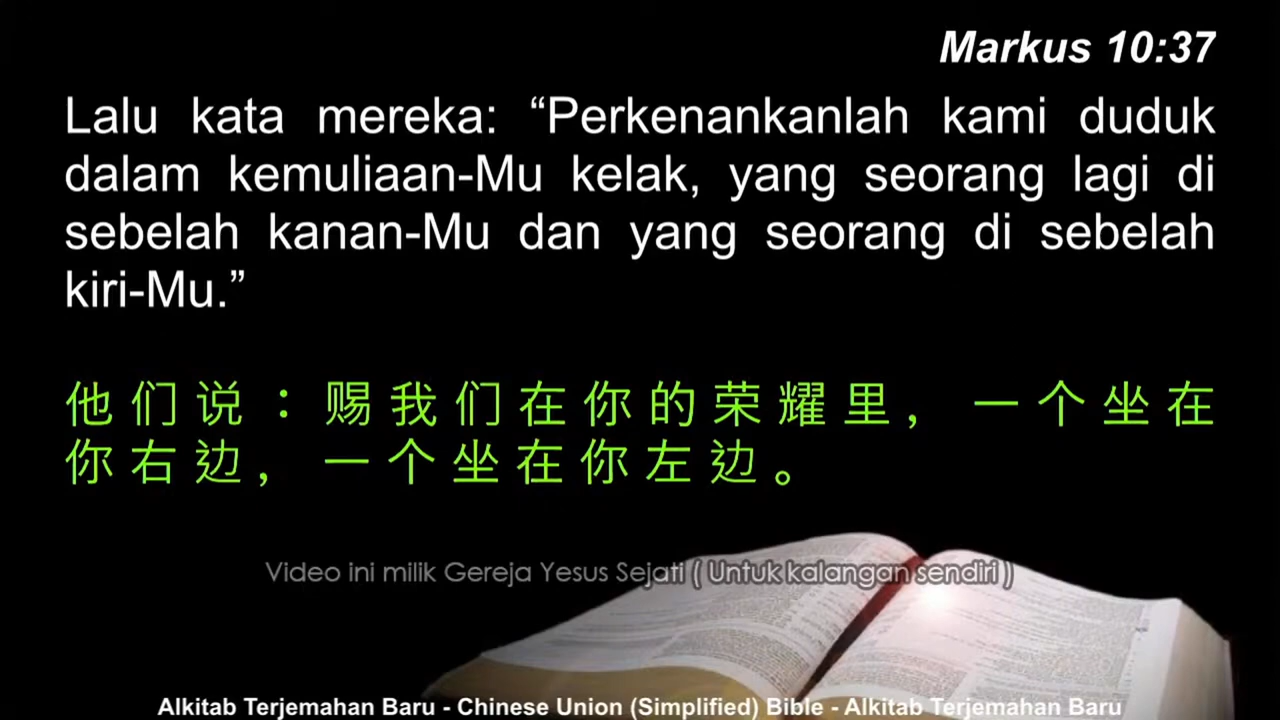 Markus 10:37
Lalu kata mereka: “Perkenankanlah kami duduk
dalam kemuliaan-Mu kelak, yang seorang lagi di
sebelah kanan-Mu dan yang seorang di sebelah
kiri-Mu.”
他们说：赐我们在你的荣耀里，一个坐在
你右边，一个坐在你左边。
Video ini milik Gereja Yesus Sejati ( Untuk kalangan sendiri )
Alkitab Terjemahan Baru - Chinese Union (Simplified) Bible - Alkitab Terjemahan Baru